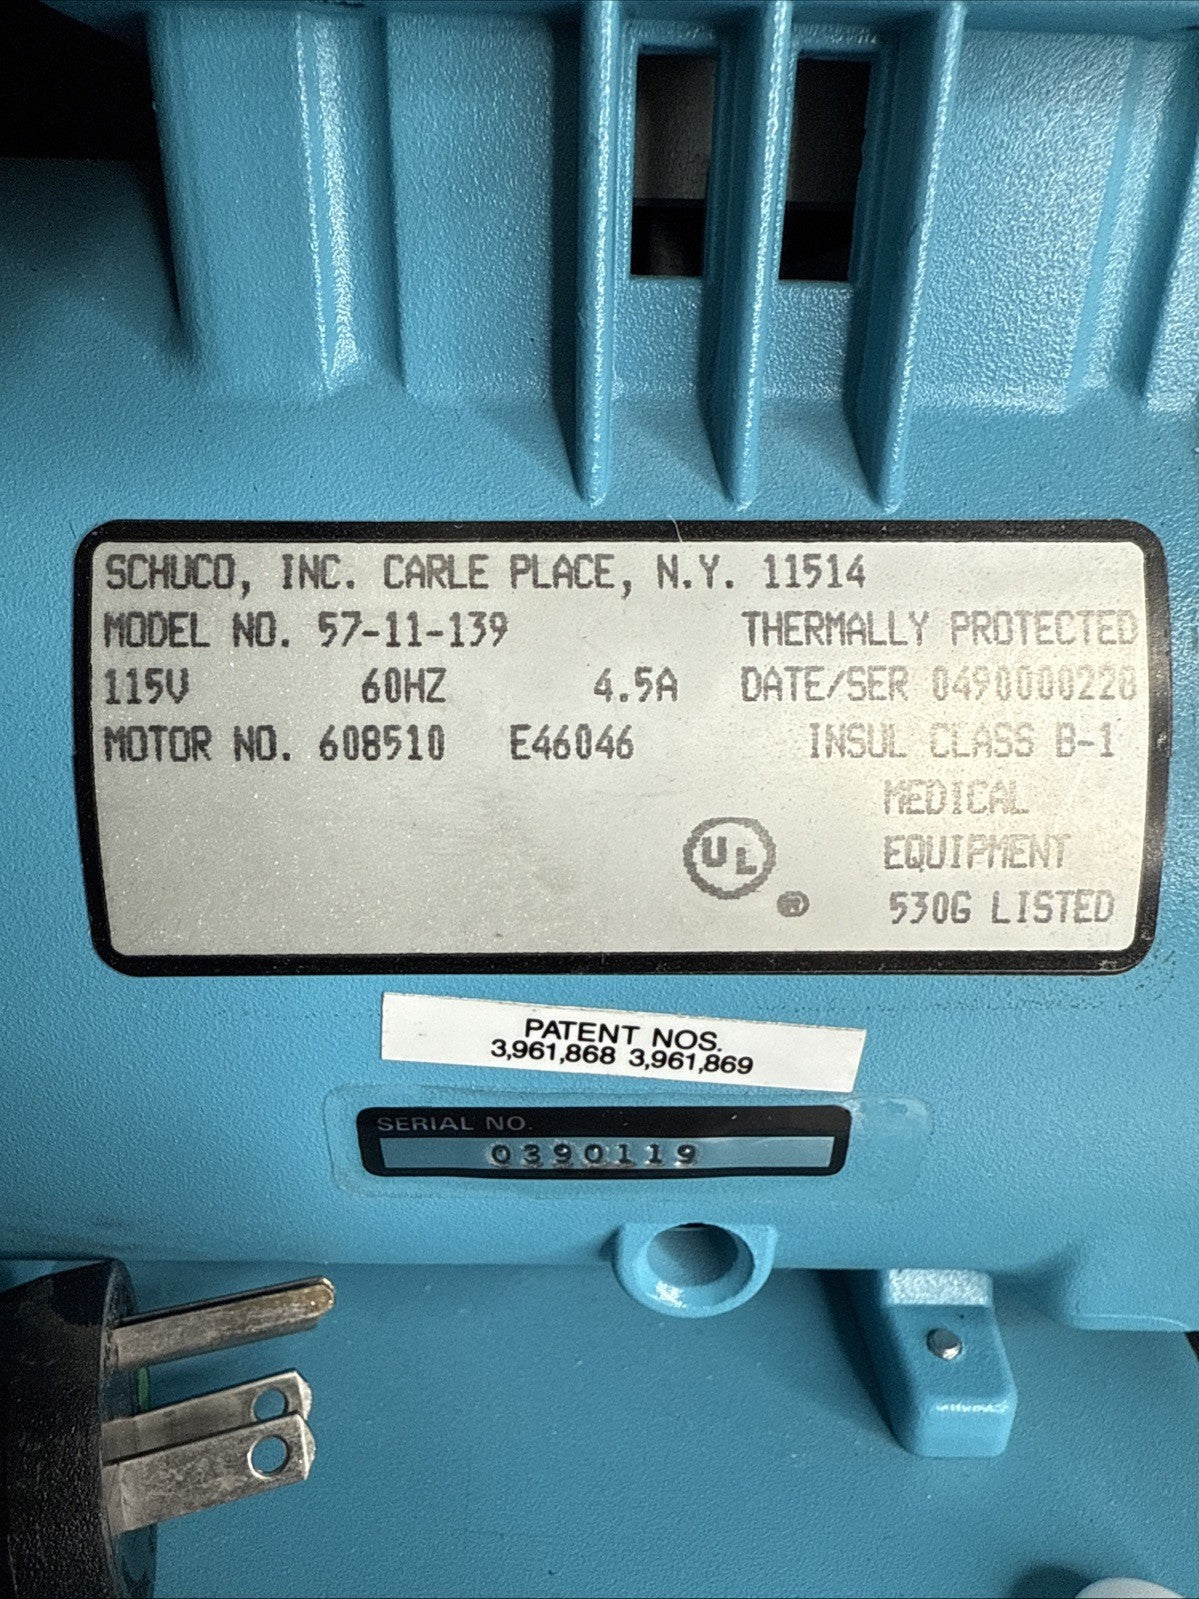 SCHUCO, INC. CARLE PLACE, N.Y. 11514
MODEL NO. 57-11-139 THERMALLY PROTECTED
115V 60HZ 4.5A DATE/SER 0490000228
MOTOR NO. 608510 E46046 INSUL CLASS B-1
MEDICAL
EQUIPMENT
530G LISTED
UL
®
PATENT NOS.
3,961,868 3,961,869
SERIAL NO.
0390119